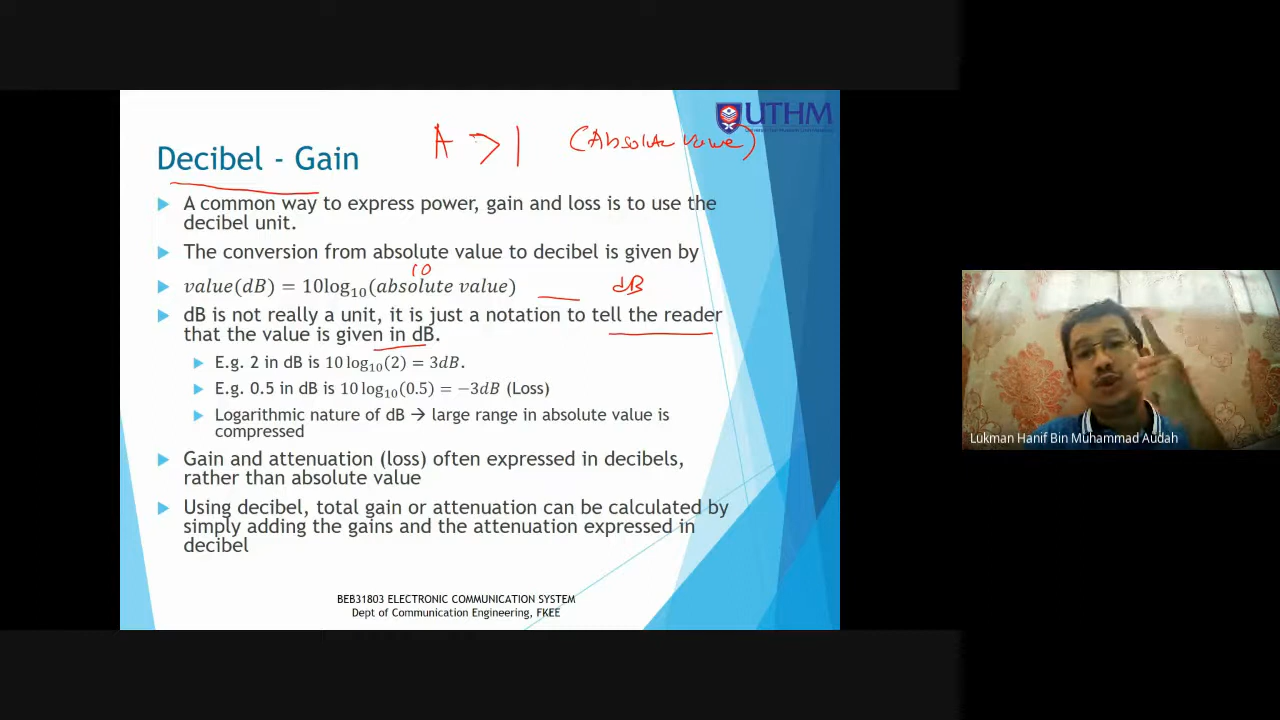 UTHM
A > 1 (Absolute value)
Decibel - Gain
A common way to express power, gain and loss is to use the
decibel unit.
The conversion from absolute value to decibel is given by
10
value(dB) = 10log₁₀(absolute value) dB
dB is not really a unit, it is just a notation to tell the reader
that the value is given in dB.
E.g. 2 in dB is 10 log₁₀(2) = 3dB.
E.g. 0.5 in dB is 10 log₁₀(0.5) = −3dB (Loss)
Logarithmic nature of dB → large range in absolute value is
compressed
Gain and attenuation (loss) often expressed in decibels,
rather than absolute value
Using decibel, total gain or attenuation can be calculated by
simply adding the gains and the attenuation expressed in
decibel
BEB31803 ELECTRONIC COMMUNICATION SYSTEM
Dept of Communication Engineering, FKEE
Lukman Hanif Bin Muhammad Audah